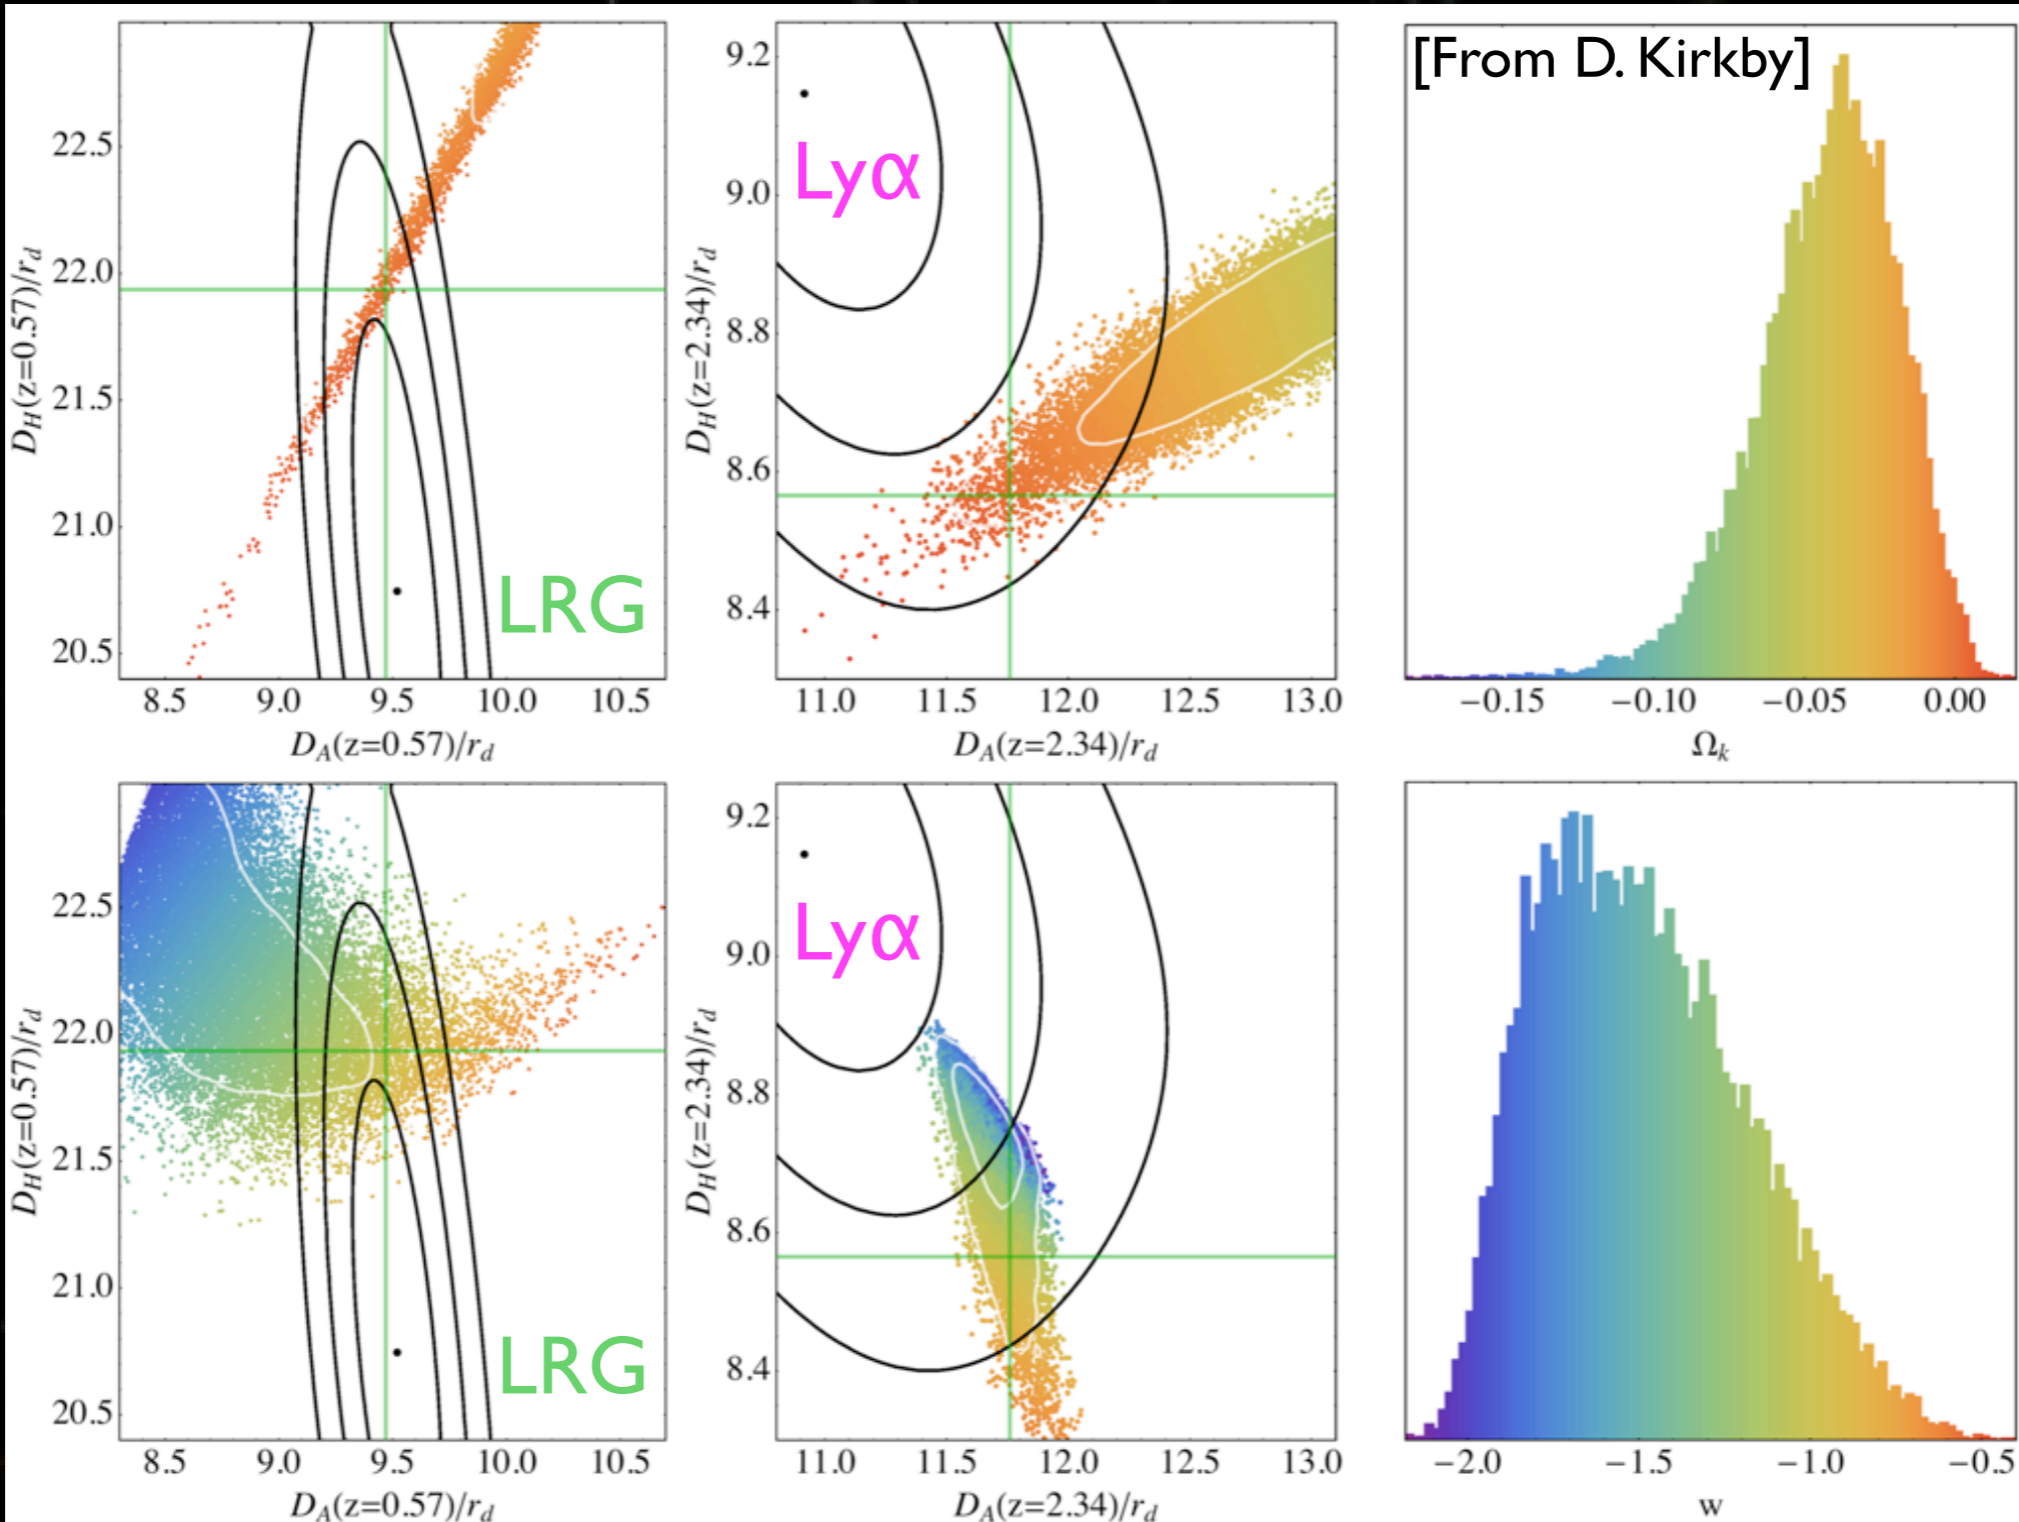 [From D. Kirkby]
D_H(z=0.57)/r_d
22.5
22.0
21.5
21.0
20.5
LRG
8.5 9.0 9.5 10.0 10.5
D_A(z=0.57)/r_d
D_H(z=2.34)/r_d
9.2
9.0
8.8
8.6
8.4
Lyα
11.0 11.5 12.0 12.5 13.0
D_A(z=2.34)/r_d
−0.15 −0.10 −0.05 0.00
Ω_k
D_H(z=0.57)/r_d
22.5
22.0
21.5
21.0
20.5
LRG
8.5 9.0 9.5 10.0 10.5
D_A(z=0.57)/r_d
D_H(z=2.34)/r_d
9.2
9.0
8.8
8.6
8.4
Lyα
11.0 11.5 12.0 12.5 13.0
D_A(z=2.34)/r_d
−2.0 −1.5 −1.0 −0.5
w